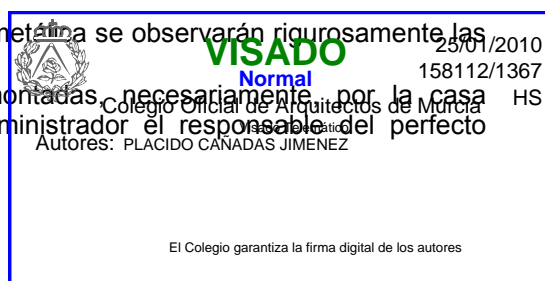 metálica se observarán rigurosamente las
VISADO
25/01/2010
Normal
158112/1367
montadas, necesariamente, por la casa
HS
Colegio Oficial de Arquitectos de Murcia
ministrador el responsable del perfecto
Visado Telemático
Autores: PLACIDO CAÑADAS JIMENEZ
El Colegio garantiza la firma digital de los autores